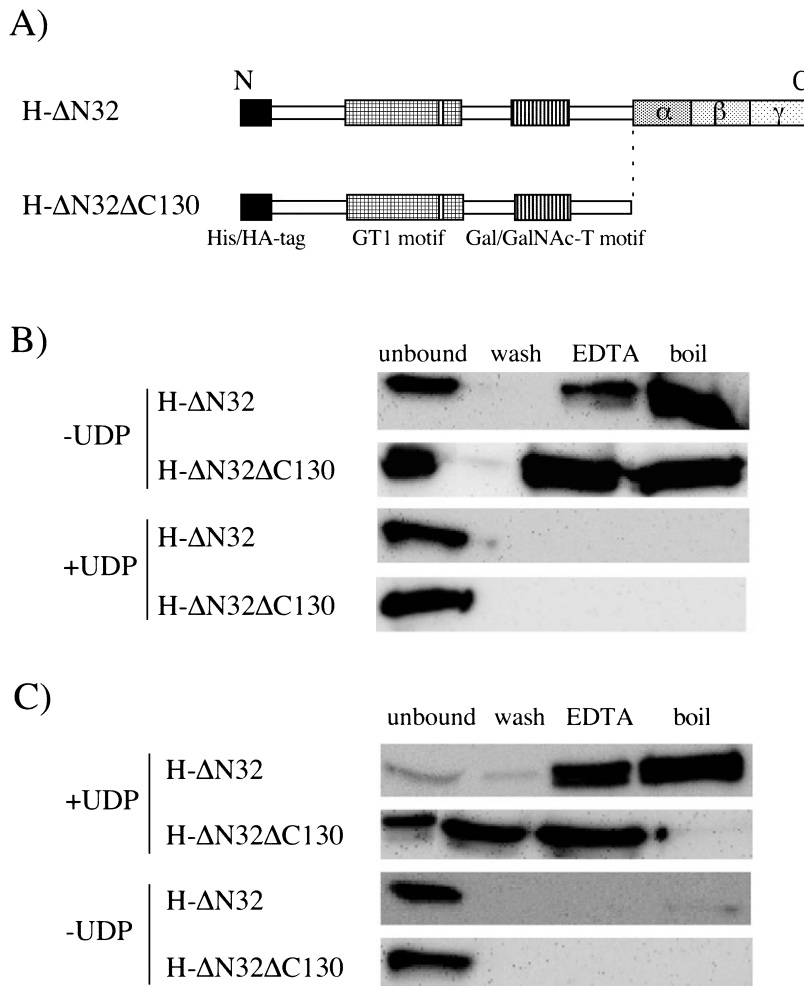 A)
N C
H-ΔN32 α β γ
H-ΔN32ΔC130
His/HA-tag GT1 motif Gal/GalNAc-T motif
B)
unbound wash EDTA boil
-UDP
H-ΔN32
H-ΔN32ΔC130
+UDP
H-ΔN32
H-ΔN32ΔC130
C)
unbound wash EDTA boil
+UDP
H-ΔN32
H-ΔN32ΔC130
-UDP
H-ΔN32
H-ΔN32ΔC130